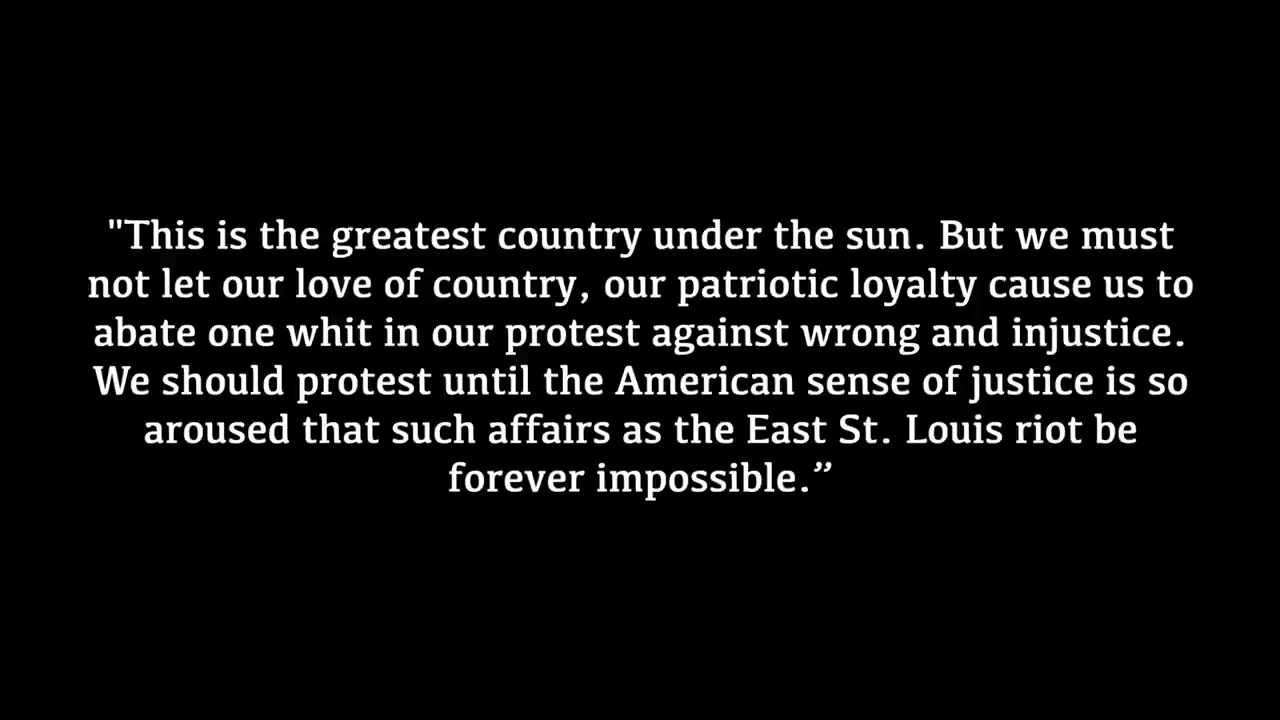 "This is the greatest country under the sun. But we must
not let our love of country, our patriotic loyalty cause us to
abate one whit in our protest against wrong and injustice.
We should protest until the American sense of justice is so
aroused that such affairs as the East St. Louis riot be
forever impossible.”